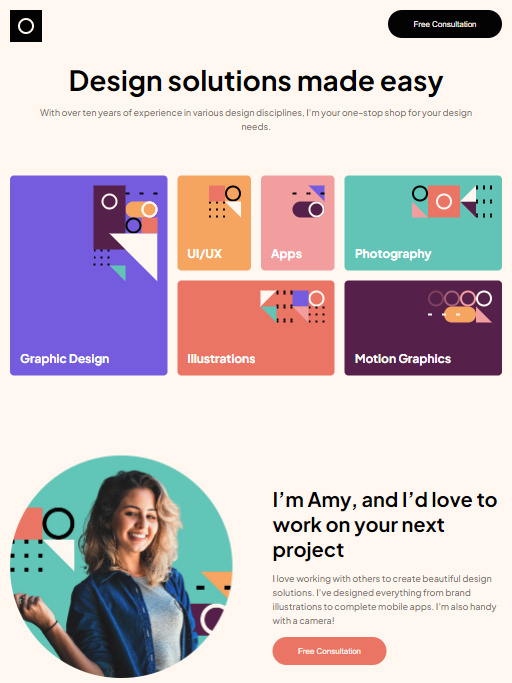 Free Consultation
Design solutions made easy
With over ten years of experience in various design disciplines, I'm your one-stop shop for your design
needs.
Graphic Design
UI/UX
Apps
Photography
Illustrations
Motion Graphics
I’m Amy, and I’d love to
work on your next
project
I love working with others to create beautiful design
solutions. I've designed everything from brand
illustrations to complete mobile apps. I'm also handy
with a camera!
Free Consultation